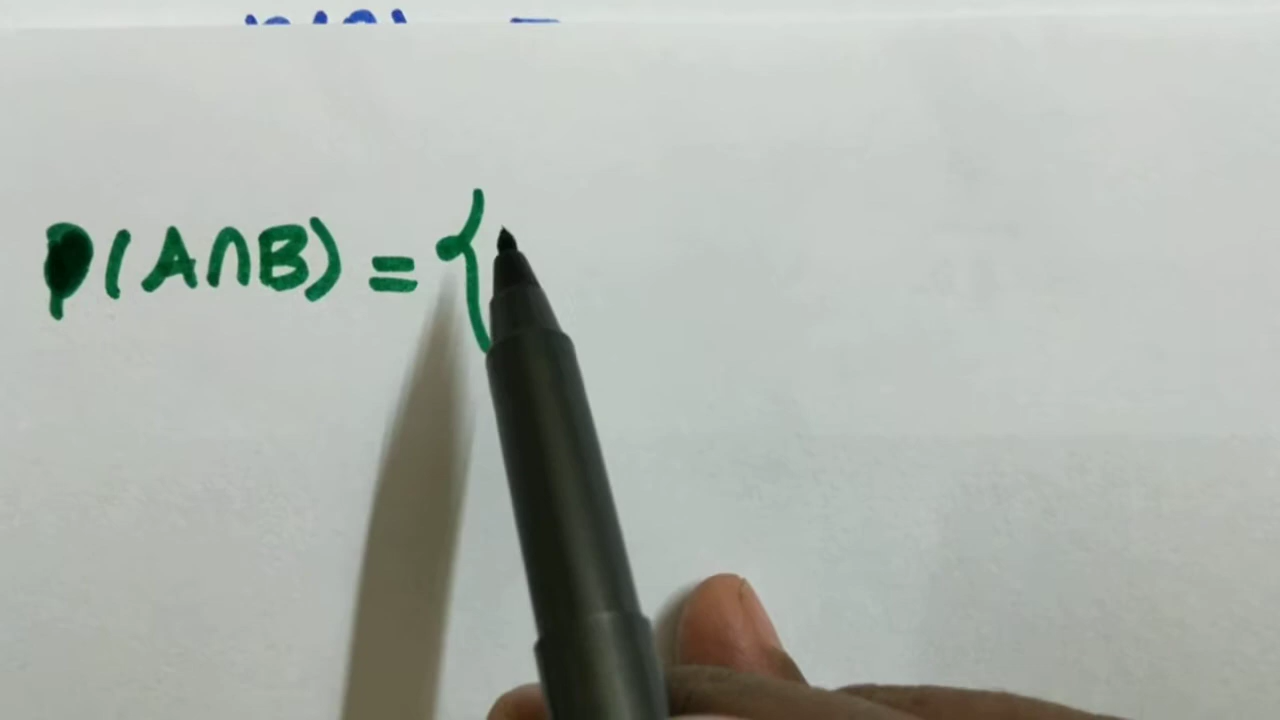 P(A∩B) = {